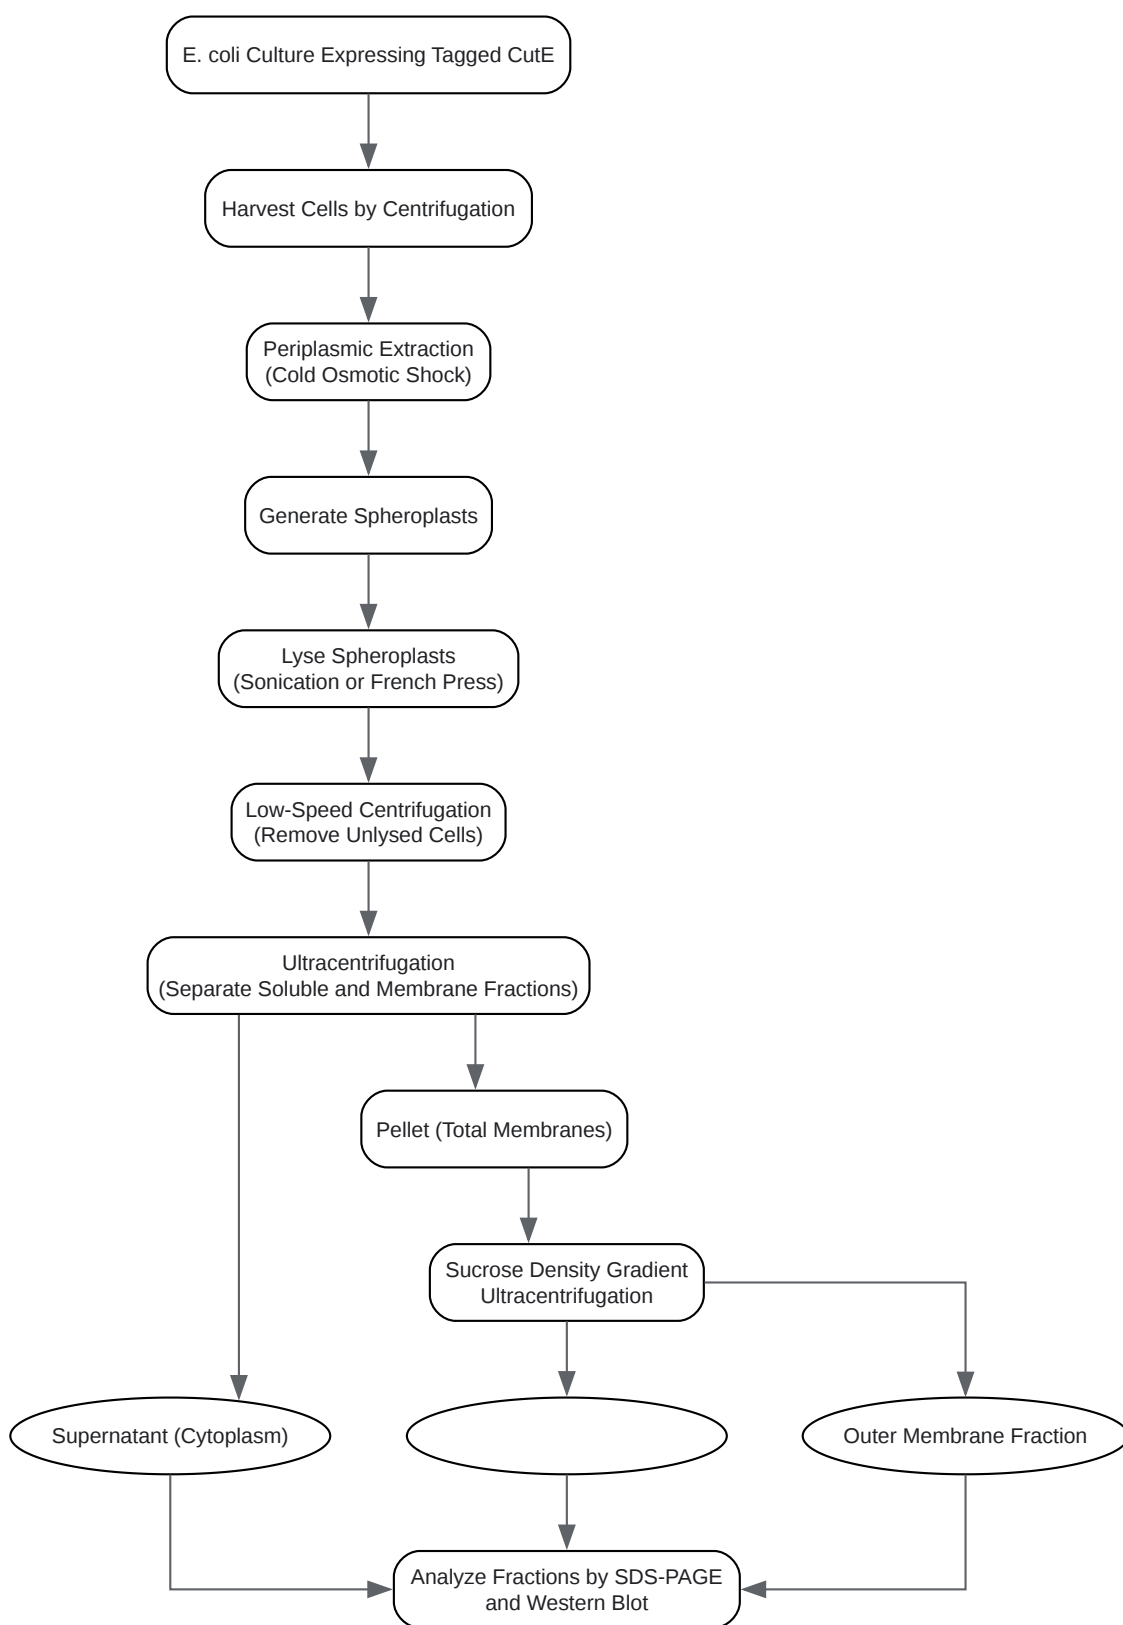 E. coli Culture Expressing Tagged CutE
Harvest Cells by Centrifugation
Periplasmic Extraction
(Cold Osmotic Shock)
Generate Spheroplasts
Lyse Spheroplasts
(Sonication or French Press)
Low-Speed Centrifugation
(Remove Unlysed Cells)
Ultracentrifugation
(Separate Soluble and Membrane Fractions)
Pellet (Total Membranes)
Sucrose Density Gradient
Ultracentrifugation
Supernatant (Cytoplasm)
Outer Membrane Fraction
Analyze Fractions by SDS-PAGE
and Western Blot